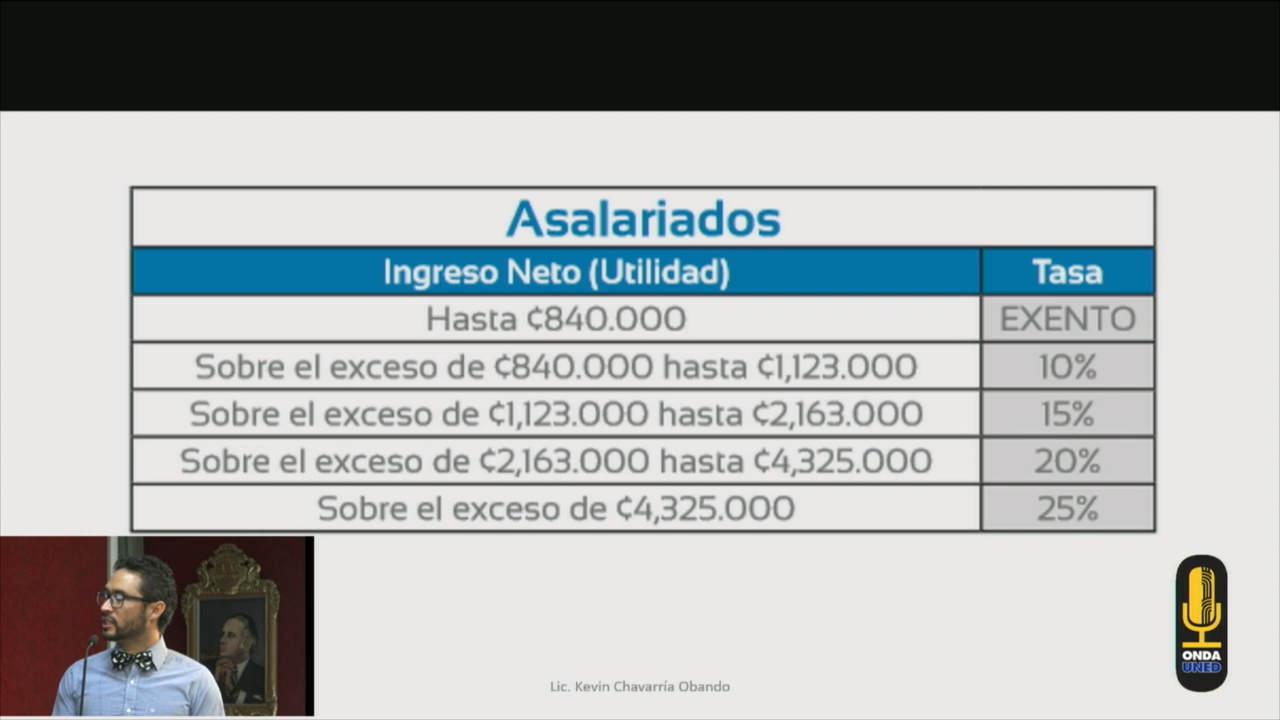 Asalariados
Ingreso Neto (Utilidad) Tasa
Hasta ¢840.000 EXENTO
Sobre el exceso de ¢840.000 hasta ¢1,123.000 10%
Sobre el exceso de ¢1,123.000 hasta ¢2,163.000 15%
Sobre el exceso de ¢2,163.000 hasta ¢4,325.000 20%
Sobre el exceso de ¢4,325.000 25%
Lic. Kevin Chavarría Obando
ONDA
UNED